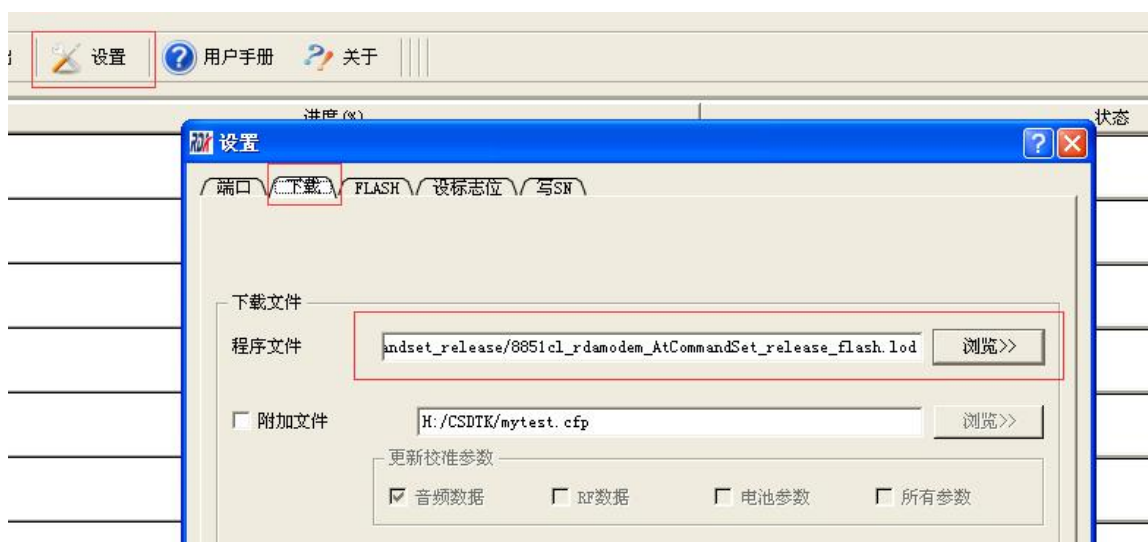 设置 用户手册 关于
进度(%) 状态
RDA 设置
端口 下载 FLASH 设标志位 写SN
下载文件
程序文件 andset_release/8851cl_rdamodem_AtCommandSet_release_flash.lod 浏览>>
附加文件 H:/CSDTK/mytest.cfp 浏览>>
更新校准参数
音频数据 RF数据 电池参数 所有参数